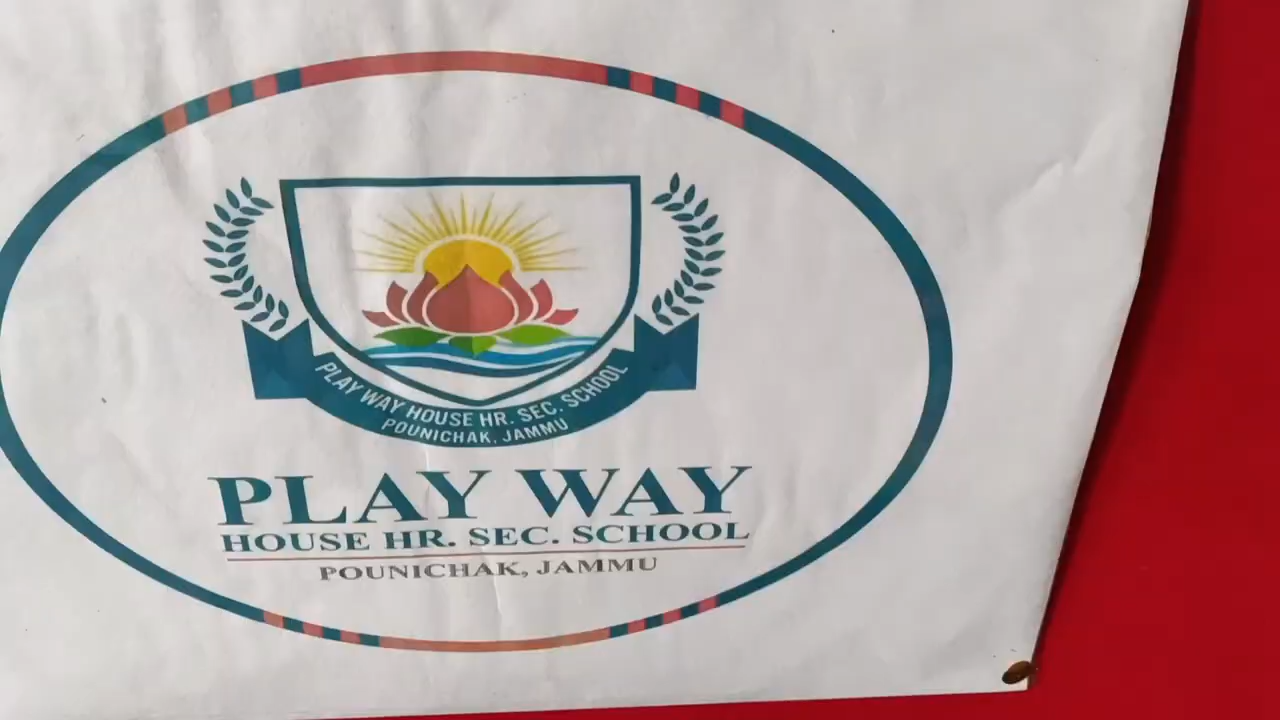 PLAY WAY HOUSE HR. SEC. SCHOOL
POUNICHAK, JAMMU
PLAY WAY
HOUSE HR. SEC. SCHOOL
POUNICHAK, JAMMU